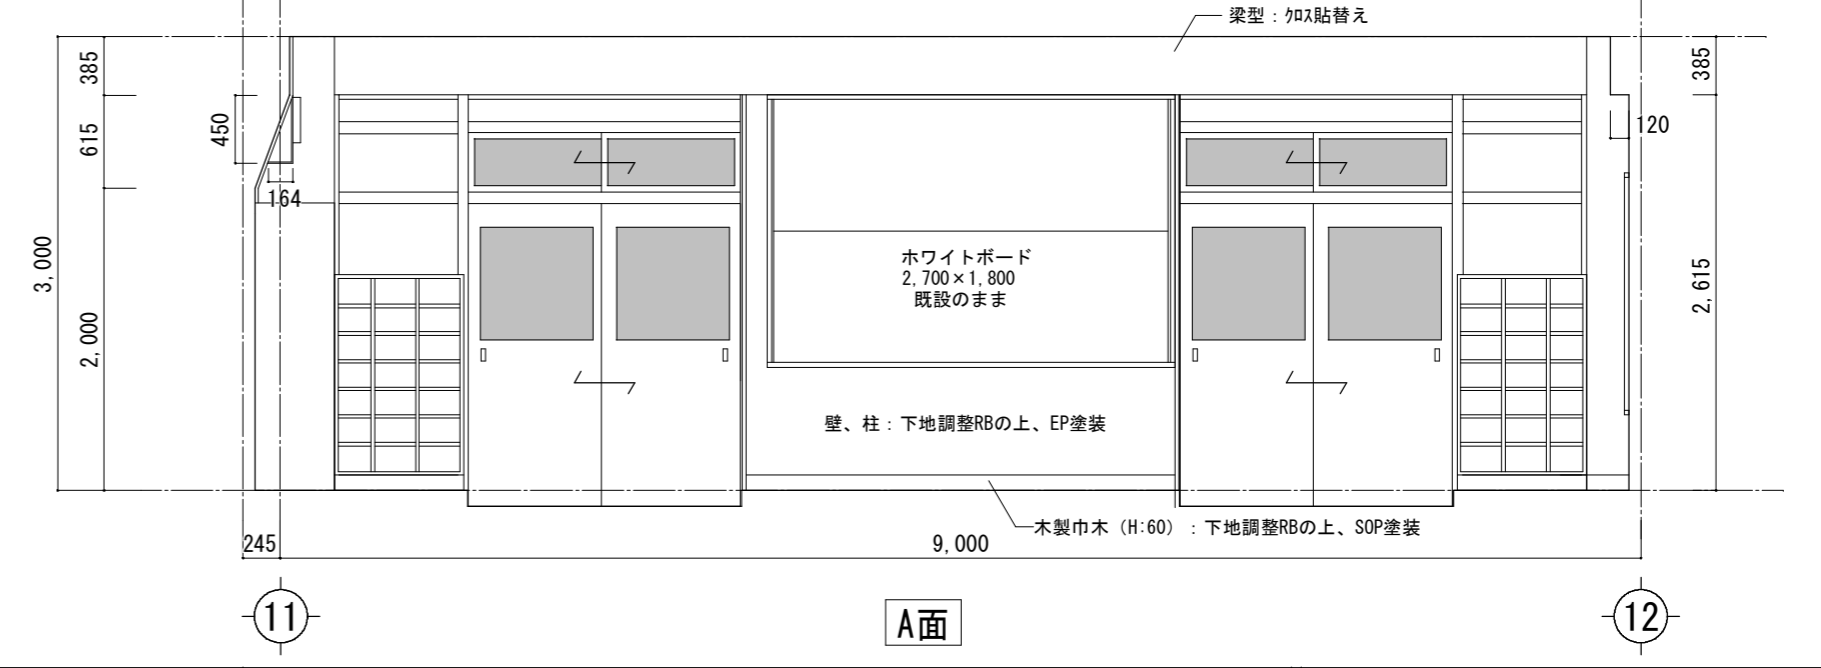 梁型：ｸﾛｽ貼替え
385
615
450
164
3,000
2,000
385
120
2,615
ホワイトボード
2,700×1,800
既設のまま
壁、柱：下地調整RBの上、EP塗装
木製巾木（H:60）：下地調整RBの上、SOP塗装
245
9,000
11
A面
12